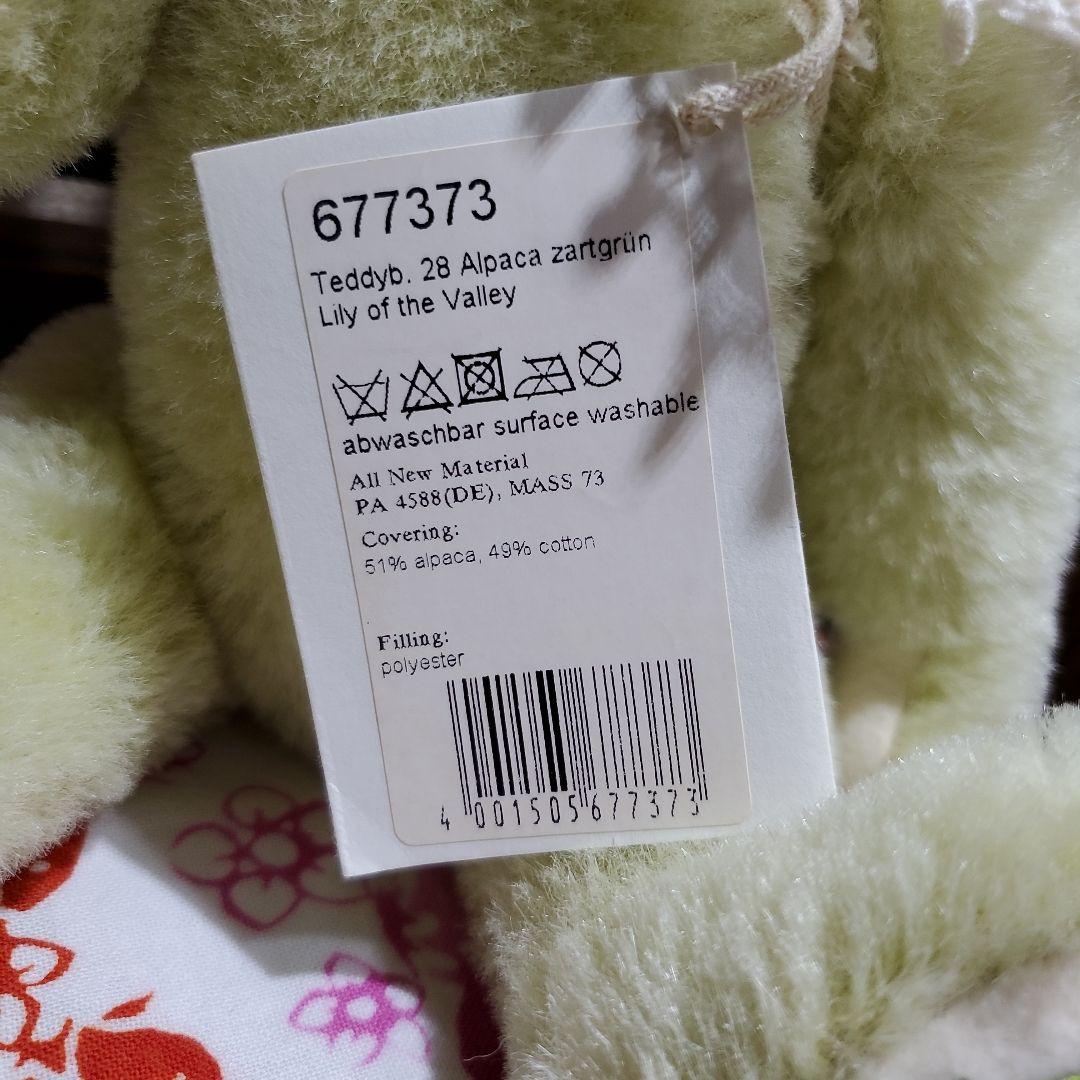 677373
Teddyb. 28 Alpaca zartgrün
Lily of the Valley
abwaschbar surface washable
All New Material
PA 4588(DE), MASS 73
Covering:
51% alpaca, 49% cotton
Filling:
polyester
4 001505 677373